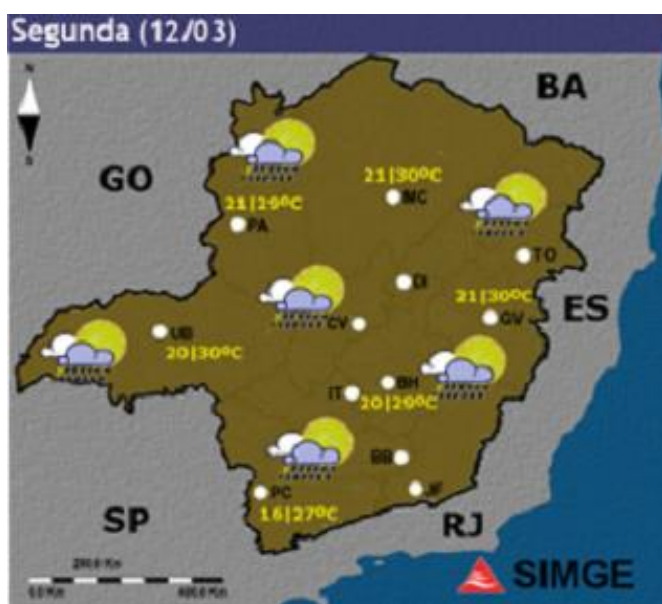 Segunda (12/03)
N
BA
GO
21|30ºC
MC
21|29ºC
PA
TO
DI
21|30ºC
ES
CV
GV
UB
20|30ºC
BH
IT
20|29ºC
BB
PC
JF
16|27ºC
SP
RJ
SIMGE